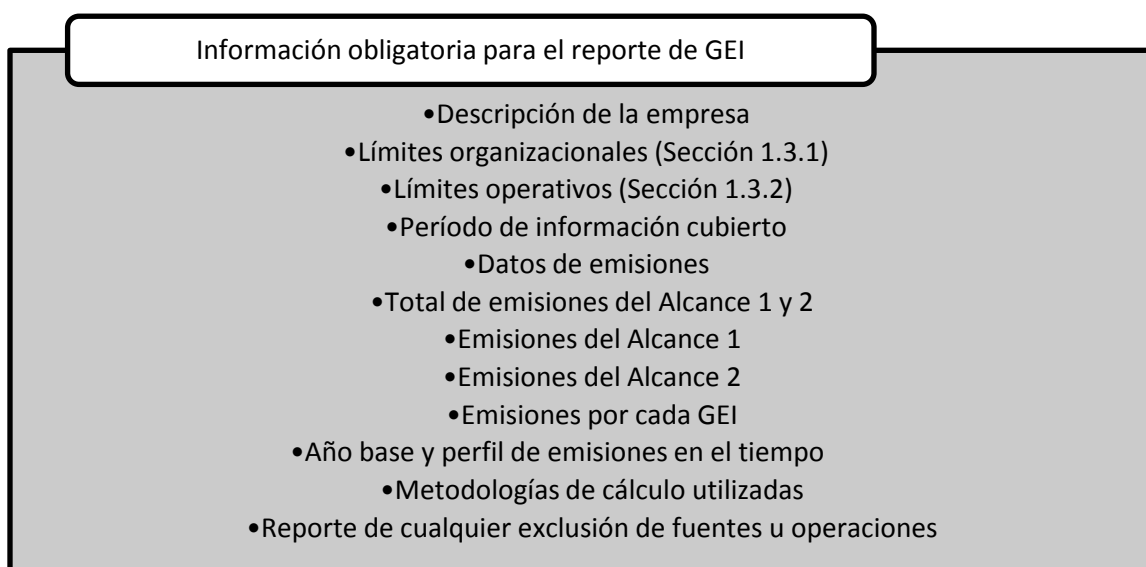 Información obligatoria para el reporte de GEI
•Descripción de la empresa
•Límites organizacionales (Sección 1.3.1)
•Límites operativos (Sección 1.3.2)
•Período de información cubierto
•Datos de emisiones
•Total de emisiones del Alcance 1 y 2
•Emisiones del Alcance 1
•Emisiones del Alcance 2
•Emisiones por cada GEI
•Año base y perfil de emisiones en el tiempo
•Metodologías de cálculo utilizadas
•Reporte de cualquier exclusión de fuentes u operaciones